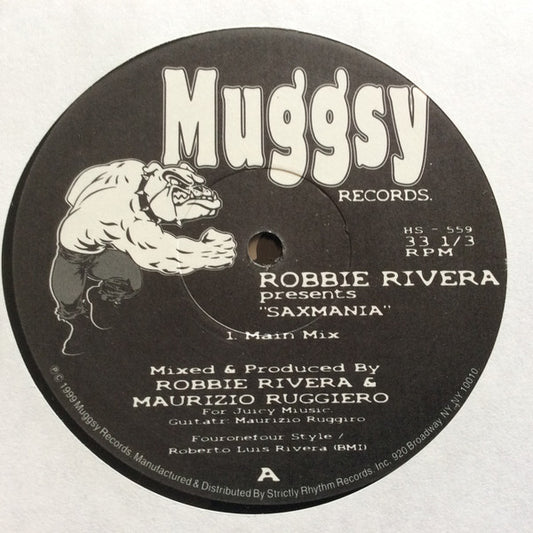 Muggsy
RECORDS.
HS - 559
33 1/3
RPM
ROBBIE RIVERA
presents
"SAXMANIA"
1. Main Mix
Mixed & Produced By
ROBBIE RIVERA &
MAURIZIO RUGGIERO
For Juicy Miusic.
Guitatr: Maurizio Ruggiro
Fouronefour Style /
Roberto Luis Rivera (BMI)
A
P © 1999 Muggsy Records. Manufactured & Distributed By Strictly Rhythm Records, Inc. 920 Broadway NY, NY 10010.